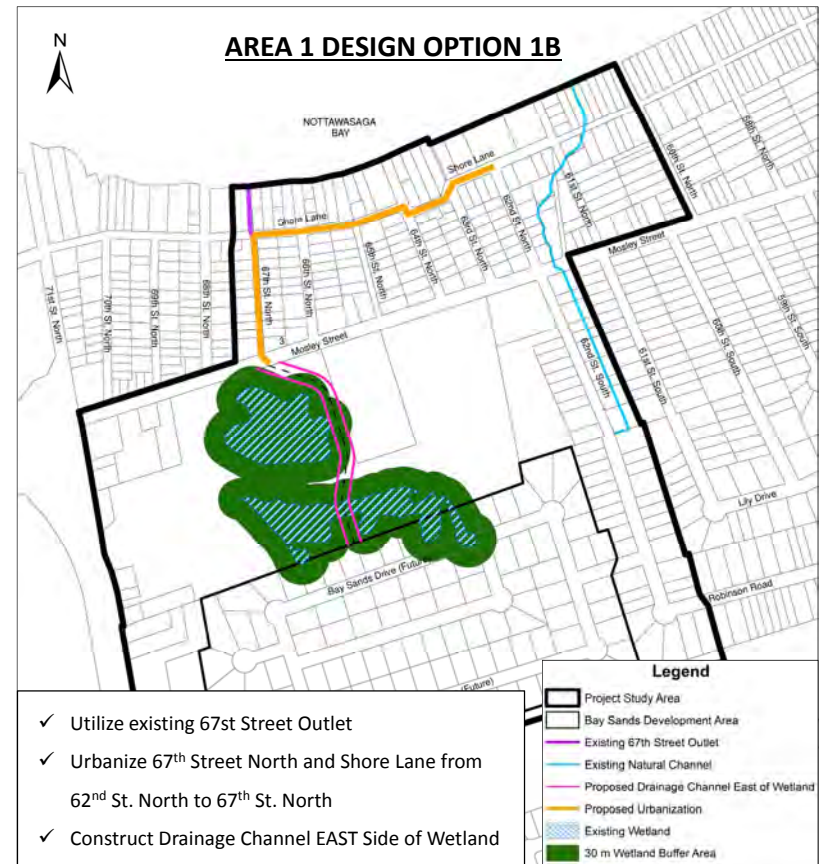 AREA 1 DESIGN OPTION 1B
N
NOTTAWASAGA
BAY
Shore Lane
Shore Lane
58th St. North
60th St. North
61st St. North
62nd St. North
63rd St. North
64th St. North
65th St. North
66th St. North
67th St. North
68th St. North
69th St. North
70th St. North
71st St. North
Mosley Street
3
Mosley Street
59th St. South
60th St. South
61st St. South
62nd St. South
Lily Drive
Bay Sands Drive (Future)
Robinson Road
(Future)
✓ Utilize existing 67st Street Outlet
✓ Urbanize 67th Street North and Shore Lane from
62nd St. North to 67th St. North
✓ Construct Drainage Channel EAST Side of Wetland
Legend
Project Study Area
Bay Sands Development Area
Existing 67th Street Outlet
Existing Natural Channel
Proposed Drainage Channel East of Wetland
Proposed Urbanization
Existing Wetland
30 m Wetland Buffer Area